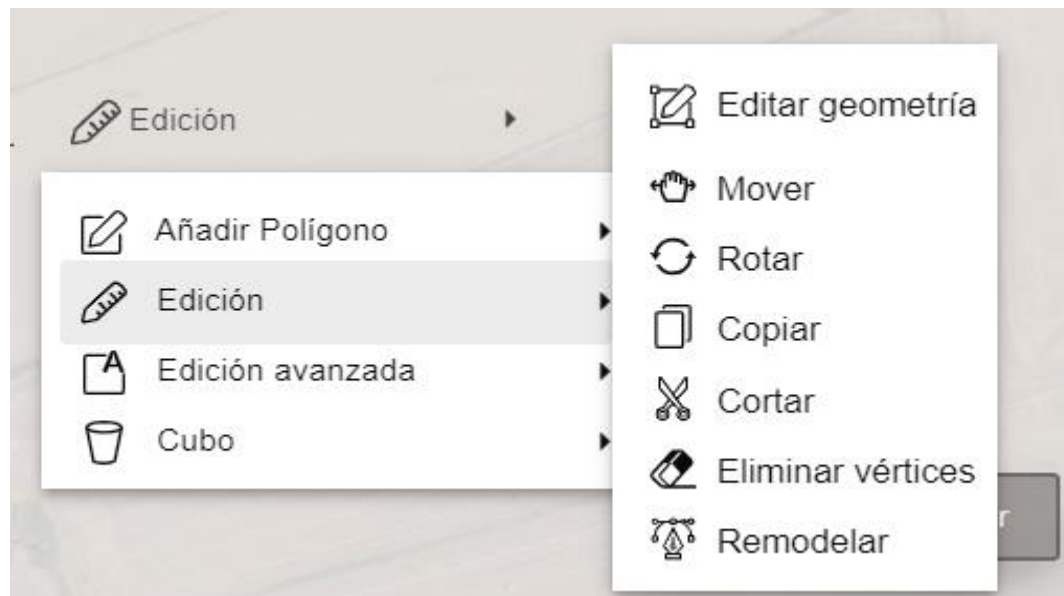 Edición
Añadir Polígono
Edición
Edición avanzada
Cubo
Editar geometría
Mover
Rotar
Copiar
Cortar
Eliminar vértices
Remodelar
r